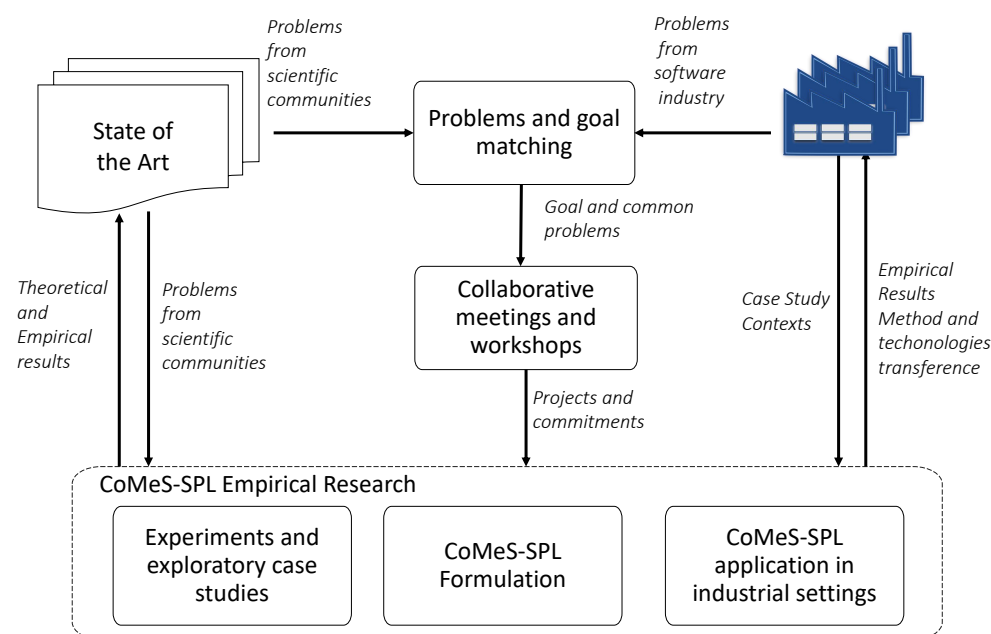 Problems
from
scientific
communities
Problems
from
software
industry
State of
the Art
Problems and goal
matching
Goal and common
problems
Theoretical
and
Empirical
results
Problems
from
scientific
communities
Collaborative
meetings and
workshops
Case Study
Contexts
Empirical
Results
Method and
techonologies
transference
Projects and
commitments
CoMeS-SPL Empirical Research
Experiments and
exploratory case
studies
CoMeS-SPL
Formulation
CoMeS-SPL
application in
industrial settings